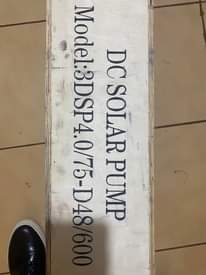 DC SOLAR PUMP
Model:3DSP4.0/75-D48/600